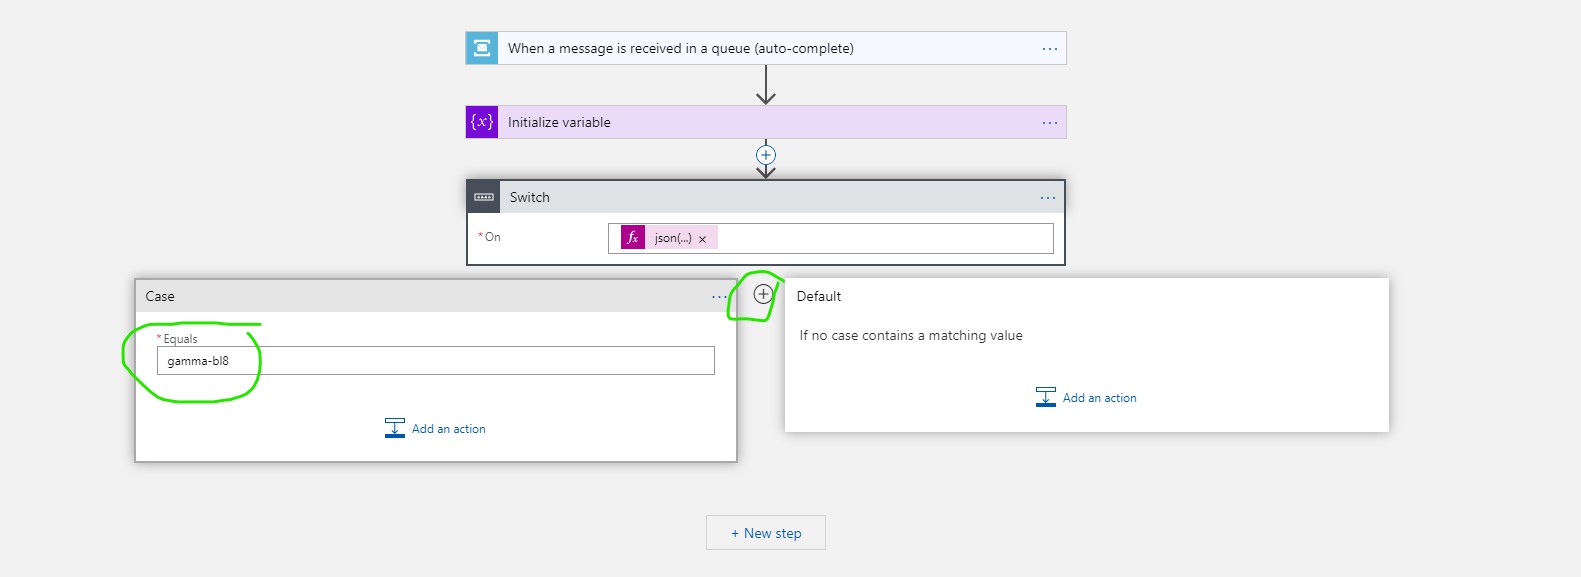 When a message is received in a queue (auto-complete)
...
{x} Initialize variable
...
Switch
...
* On
fx json(...) ×
Case
...
+
Default
* Equals
gamma-bl8
If no case contains a matching value
Add an action
Add an action
+ New step